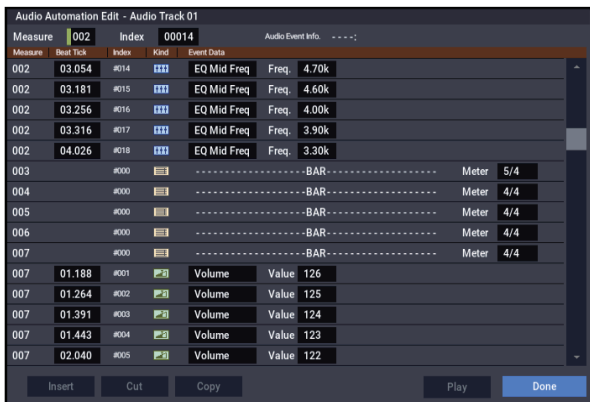 Audio Automation Edit - Audio Track 01
Measure 002 Index 00014 Audio Event Info. ----:
Measure Beat Tick Index Kind Event Data
002 03.054 #014 EQ Mid Freq Freq. 4.70k
002 03.181 #015 EQ Mid Freq Freq. 4.60k
002 03.256 #016 EQ Mid Freq Freq. 4.00k
002 03.316 #017 EQ Mid Freq Freq. 3.90k
002 04.026 #018 EQ Mid Freq Freq. 3.30k
003 #000 -------------------BAR------------------- Meter 5/4
004 #000 -------------------BAR------------------- Meter 4/4
005 #000 -------------------BAR------------------- Meter 4/4
006 #000 -------------------BAR------------------- Meter 4/4
007 #000 -------------------BAR------------------- Meter 4/4
007 01.188 #001 Volume Value 126
007 01.264 #002 Volume Value 125
007 01.391 #003 Volume Value 124
007 01.443 #004 Volume Value 123
007 02.040 #005 Volume Value 122
Insert Cut Copy Play Done